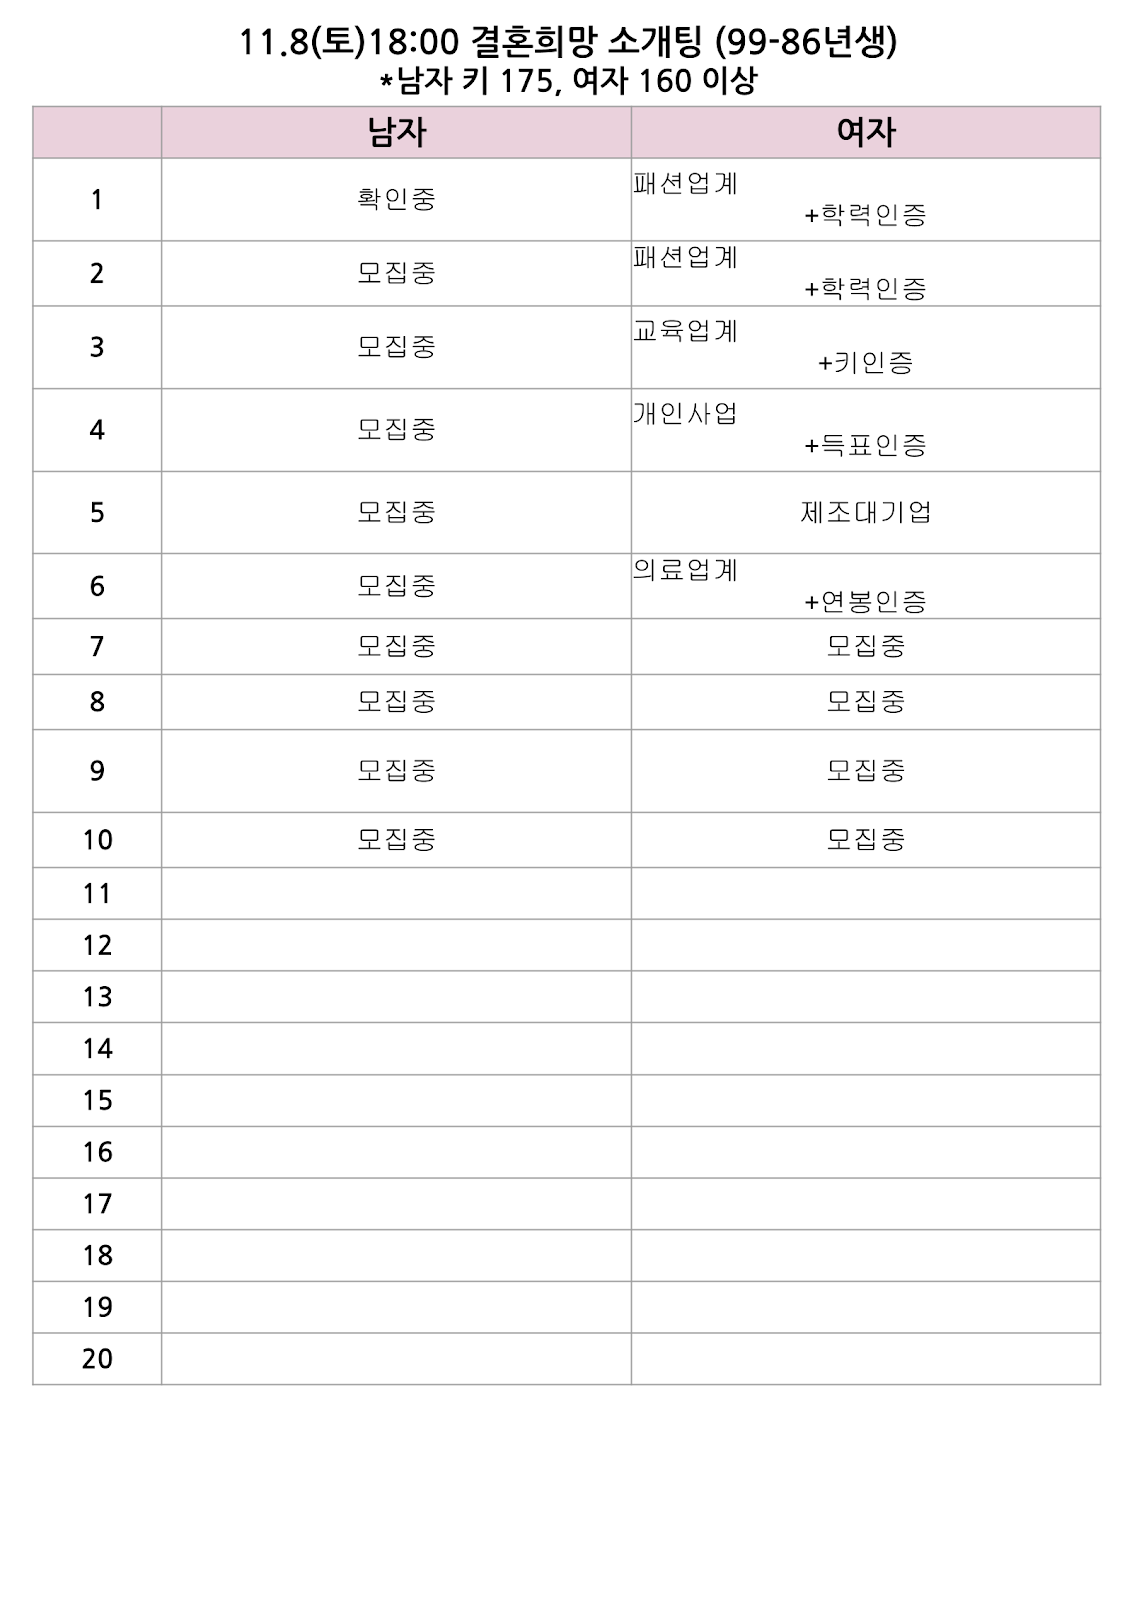 11.8(토)18:00 결혼희망 소개팅 (99-86년생)
*남자 키 175, 여자 160 이상
남자 여자
1 확인중 패션업계
+학력인증
2 모집중 패션업계
+학력인증
3 모집중 교육업계
+키인증
4 모집중 개인사업
+득표인증
5 모집중 제조대기업
6 모집중 의료업계
+연봉인증
7 모집중 모집중
8 모집중 모집중
9 모집중 모집중
10 모집중 모집중
11
12
13
14
15
16
17
18
19
20